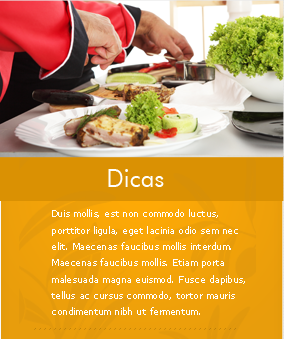 Dicas
Duis mollis, est non commodo luctus,
porttitor ligula, eget lacinia odio sem nec
elit. Maecenas faucibus mollis interdum.
Maecenas faucibus mollis. Etiam porta
malesuada magna euismod. Fusce dapibus,
tellus ac cursus commodo, tortor mauris
condimentum nibh ut fermentum.